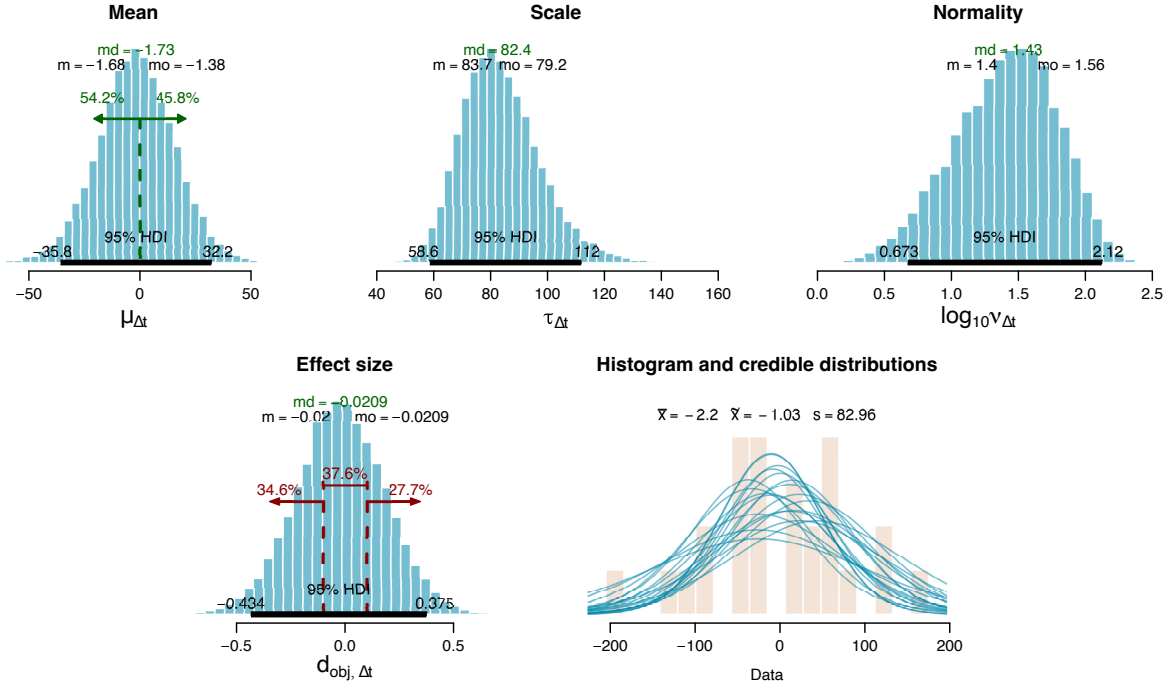 Mean
md = −1.73
m = −1.68 mo = −1.38
54.2% 45.8%
95% HDI
−35.8 32.2
−50 0 50
μΔt
Scale
md = 82.4
m = 83.7 mo = 79.2
95% HDI
58.6 112
40 60 80 100 120 140 160
τΔt
Normality
md = 1.43
m = 1.4 mo = 1.56
95% HDI
0.673 2.12
0.0 0.5 1.0 1.5 2.0 2.5
log₁₀νΔt
Effect size
md = −0.0209
m = −0.02 mo = −0.0209
37.6%
34.6% 27.7%
95% HDI
−0.434 0.375
−0.5 0.0 0.5
dobj, Δt
Histogram and credible distributions
x̅ = −2.2 x̃ = −1.03 s = 82.96
−200 −100 0 100 200
Data